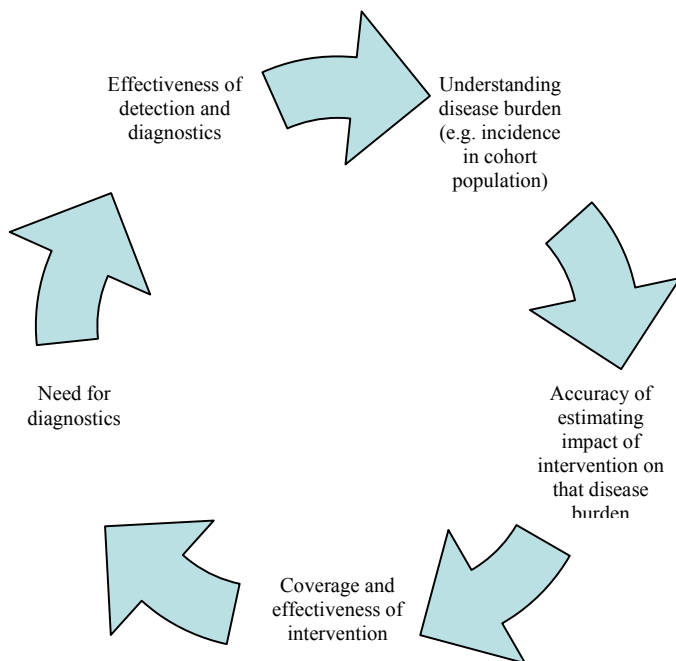 Effectiveness of
detection and
diagnostics
Understanding
disease burden
(e.g. incidence
in cohort
population)
Accuracy of
estimating
impact of
intervention on
that disease
burden
Coverage and
effectiveness of
intervention
Need for
diagnostics